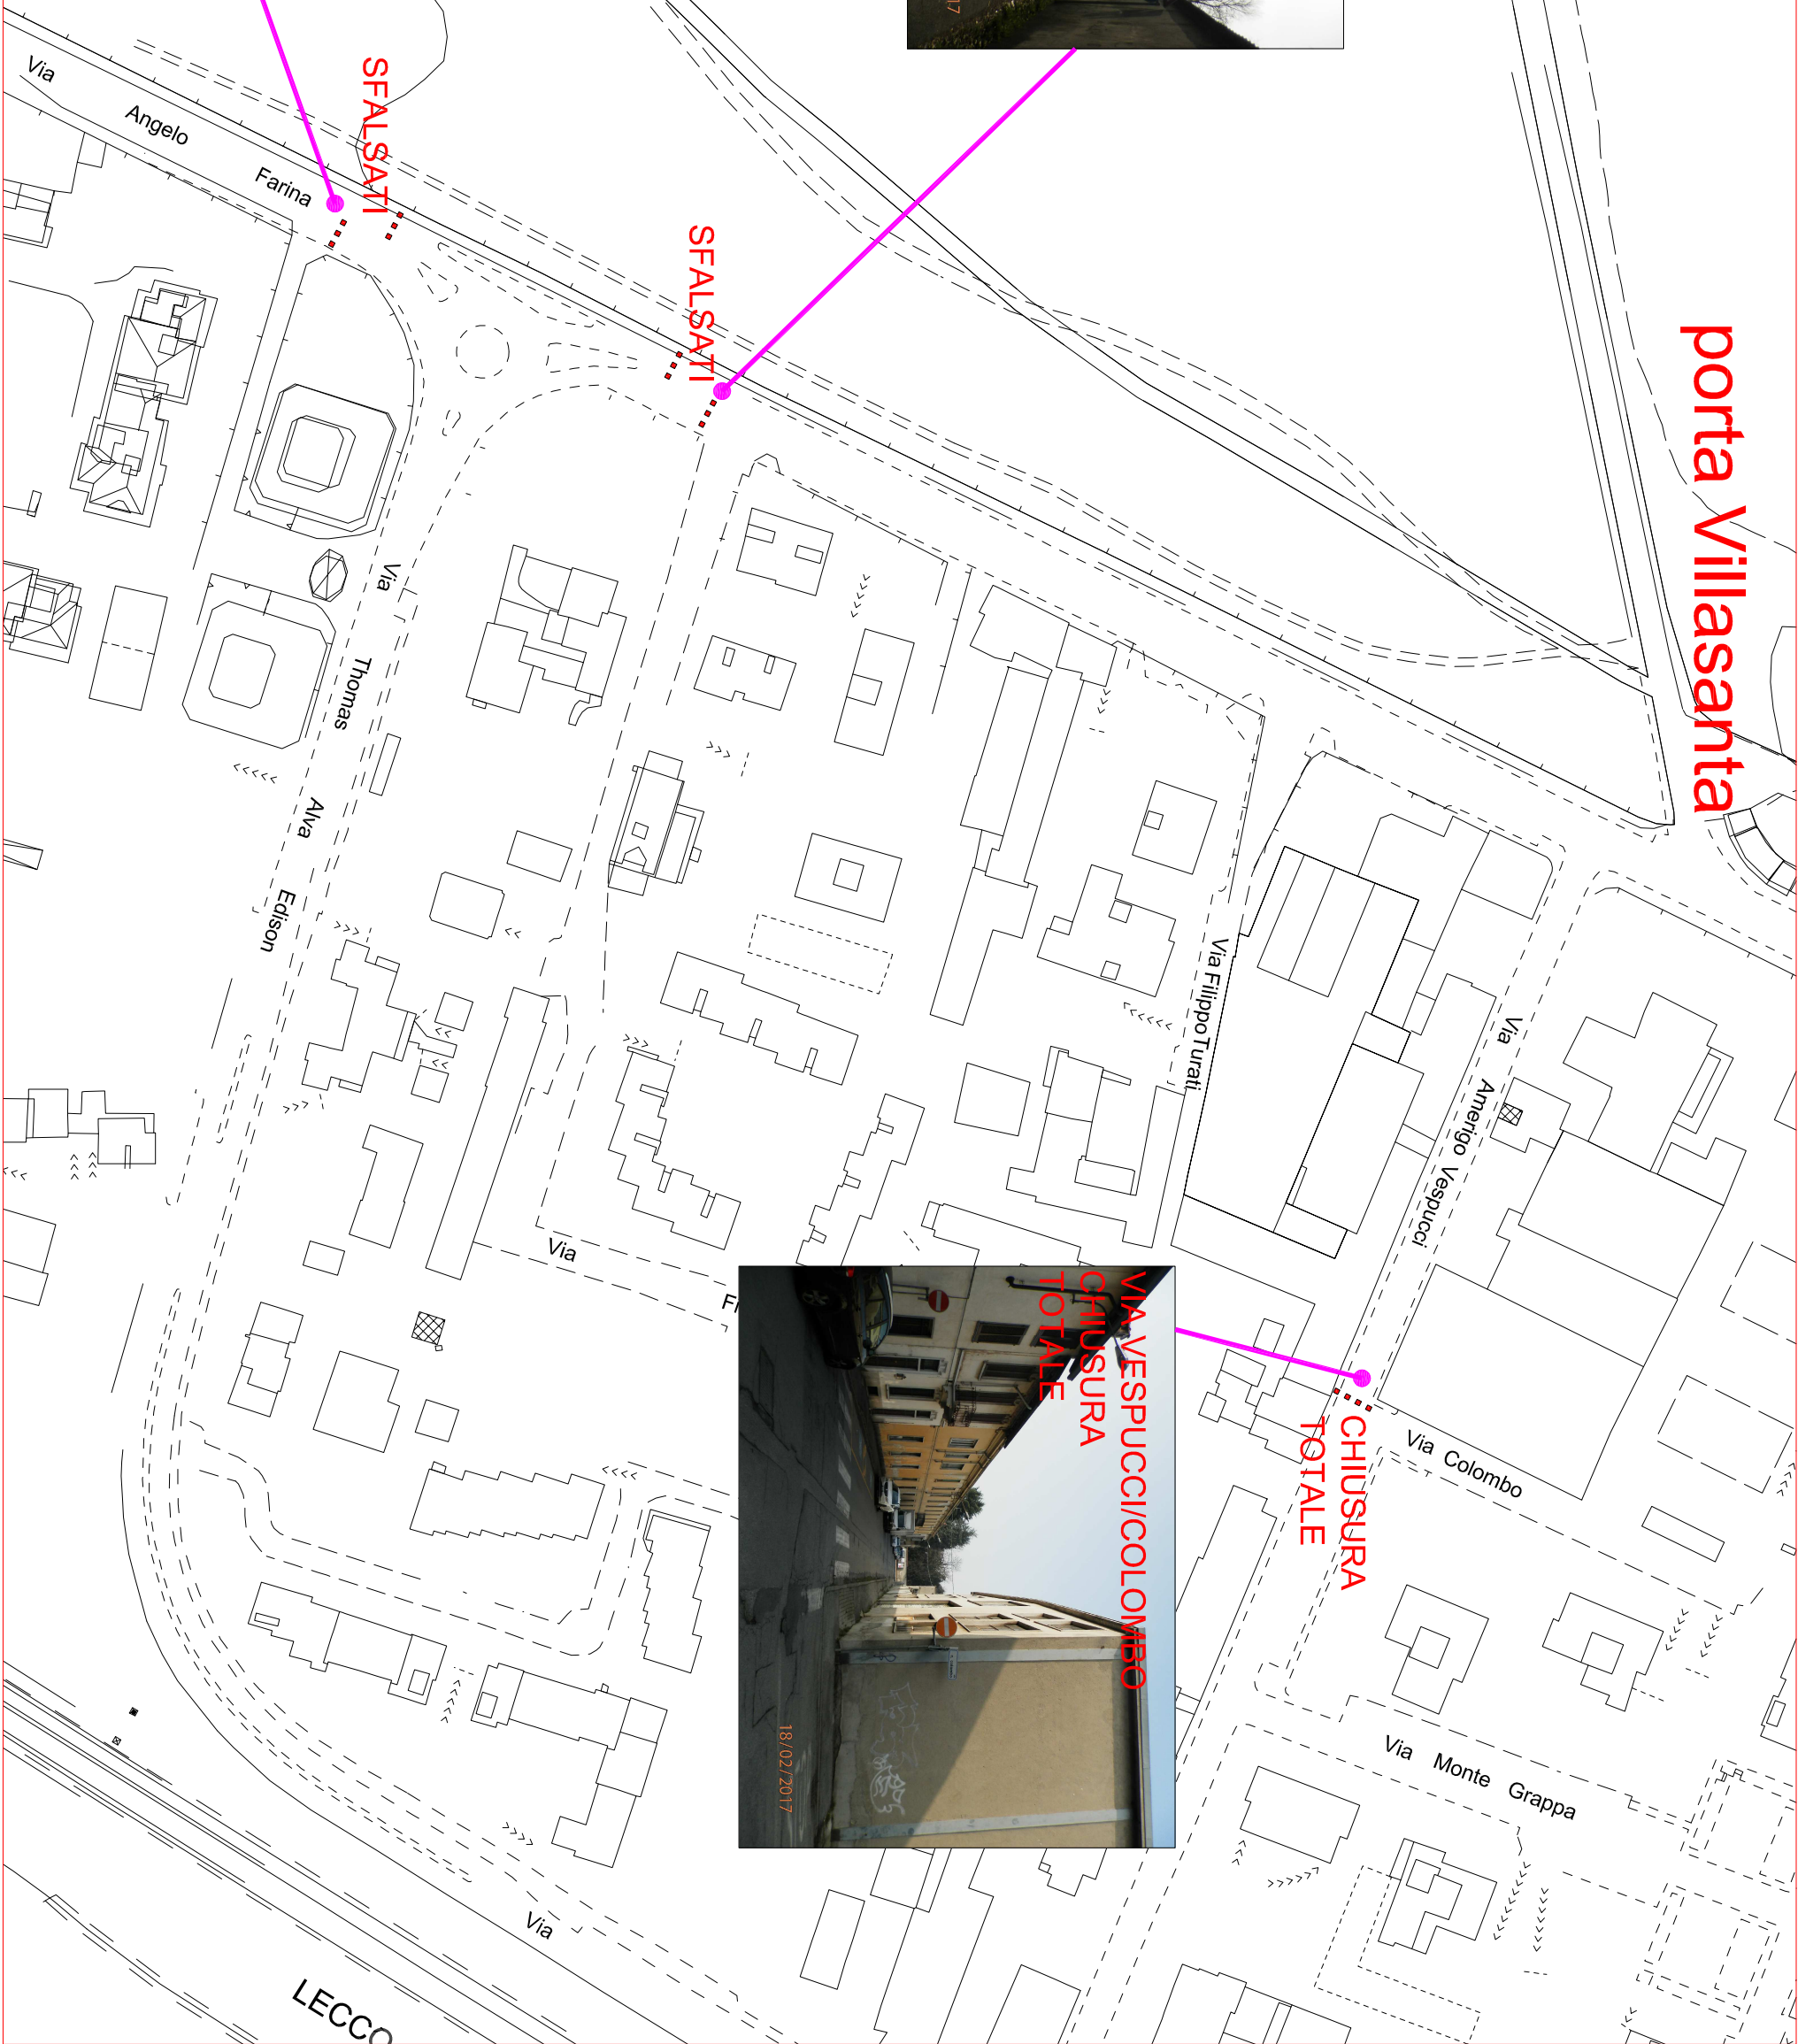 porta Villasanta
SFALSATI
SFALSATI
Via
Angelo
Farina
Via
Thomas
Alva
Edison
Via Filippo Turati
Via
Amerigo
Vespucci
Via
VIA VESPUCCI/COLOMBO
CHIUSURA
TOTALE
18/02/2017
CHIUSURA
TOTALE
Via Colombo
Via Monte Grappa
Via
LECCO